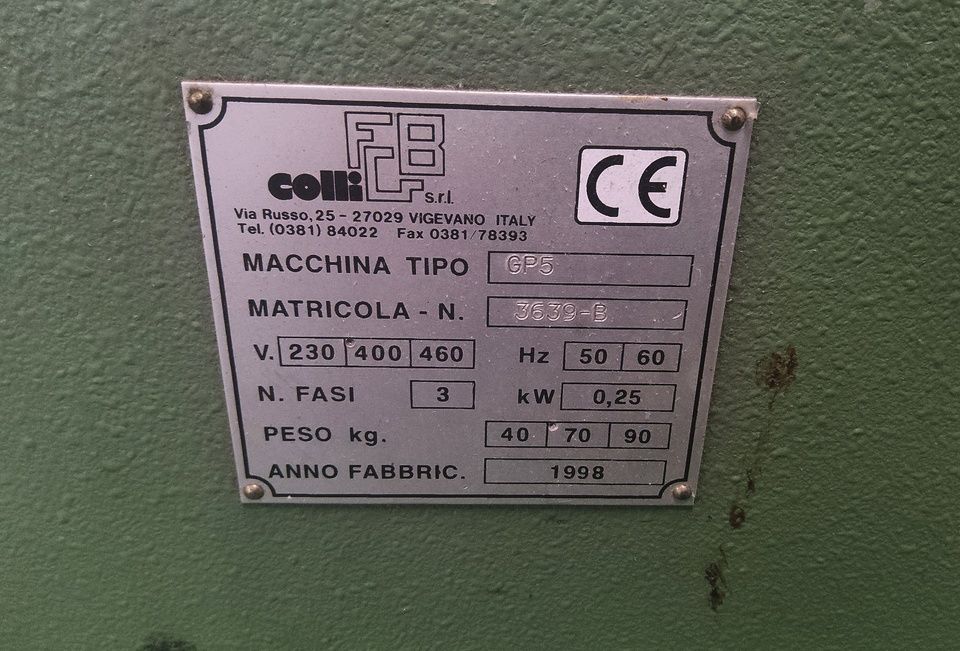 FCB
colli s.r.l.
Via Russo, 25 - 27029 VIGEVANO ITALY
Tel. (0381) 84022 Fax 0381/78393
CE
MACCHINA TIPO GP5
MATRICOLA - N. 3639-B
V. 230 400 460 Hz 50 60
N. FASI 3 kW 0,25
PESO kg. 40 70 90
ANNO FABBRIC. 1998